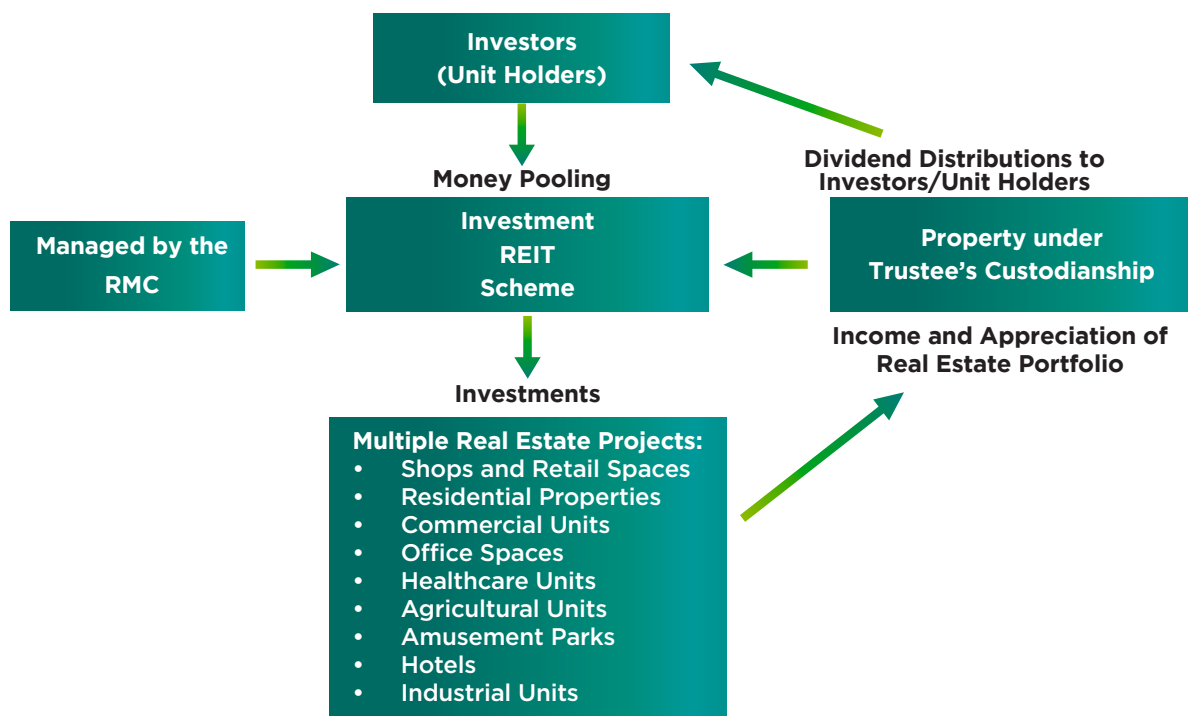 Investors
(Unit Holders)
Money Pooling
Dividend Distributions to
Investors/Unit Holders
Managed by the
RMC
Investment
REIT
Scheme
Property under
Trustee's Custodianship
Income and Appreciation of
Real Estate Portfolio
Investments
Multiple Real Estate Projects:
• Shops and Retail Spaces
• Residential Properties
• Commercial Units
• Office Spaces
• Healthcare Units
• Agricultural Units
• Amusement Parks
• Hotels
• Industrial Units